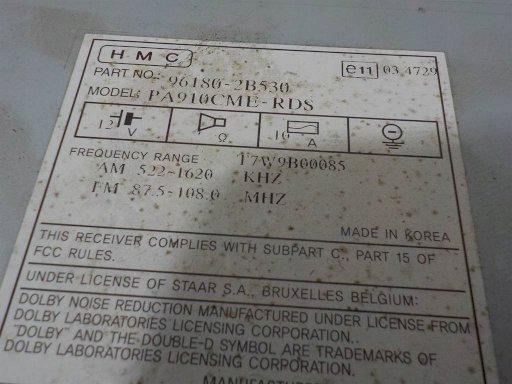 HMC
PART NO.: 96180-2B530
e11 03 4729
MODEL: PA910CME-RDS
12 V
Ω
10 A
FREQUENCY RANGE : T7W9B00085
AM 522-1620 KHZ
FM 87.5-108.0 MHZ
MADE IN KOREA
THIS RECEIVER COMPLIES WITH SUBPART C., PART 15 OF
FCC RULES.
UNDER LICENSE OF STAAR S.A., BRUXELLES BELGIUM:
DOLBY NOISE REDUCTION MANUFACTURED UNDER LICENSE FROM
DOLBY LABORATORIES LICENSING CORPORATION..
"DOLBY" AND THE DOUBLE-D SYMBOL ARE TRADEMARKS OF
DOLBY LABORATORIES LICENSING CORPORATION.